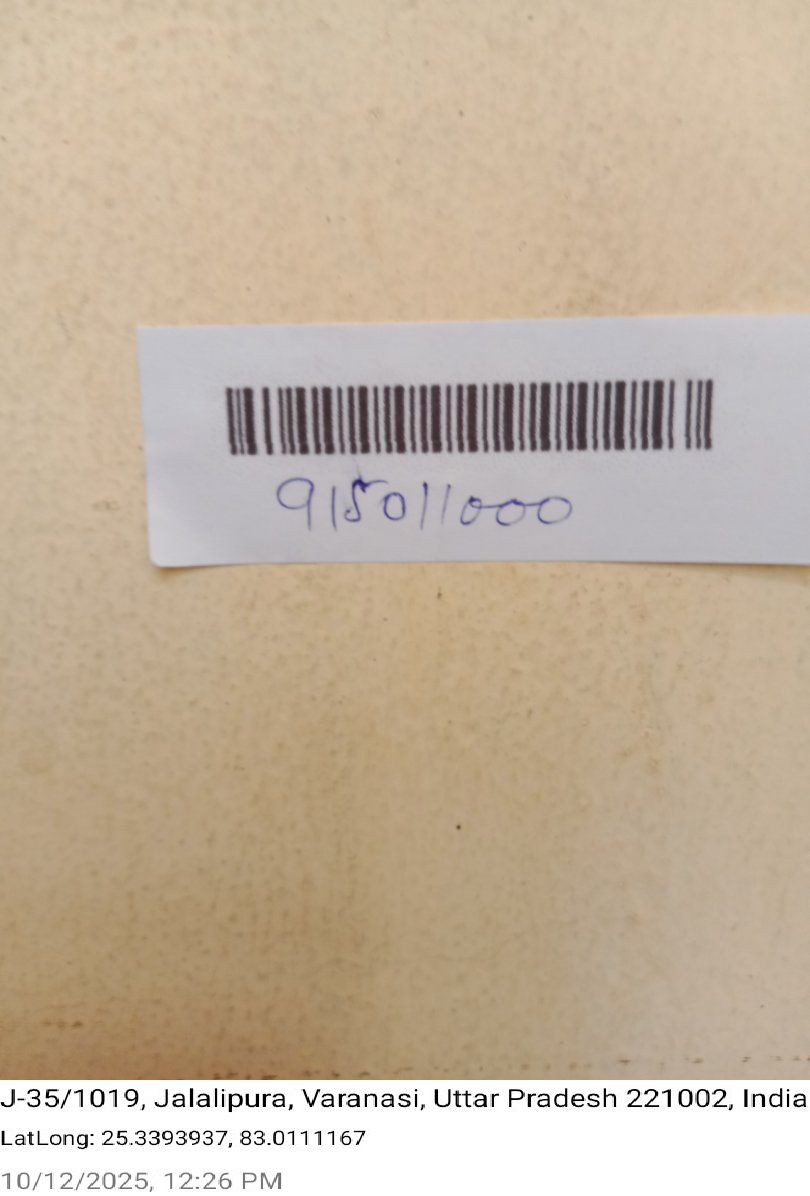 915011000
J-35/1019, Jalalipura, Varanasi, Uttar Pradesh 221002, India
LatLong: 25.3393937, 83.0111167
10/12/2025, 12:26 PM